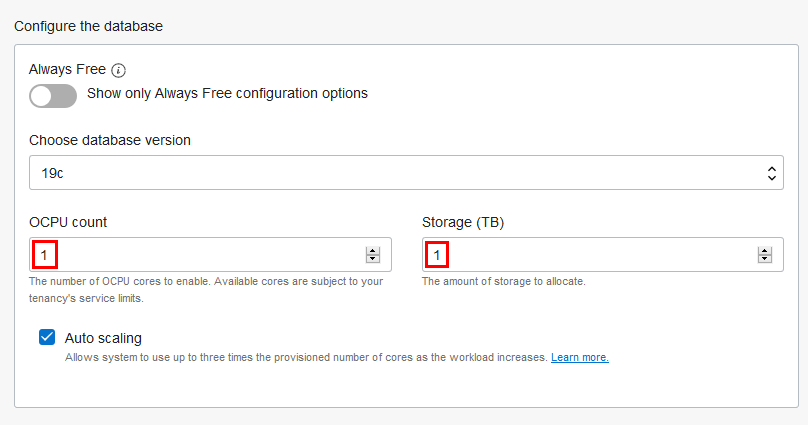 Configure the database
Always Free
Show only Always Free configuration options
Choose database version
19c
OCPU count
Storage (TB)
1
1
The number of OCPU cores to enable. Available cores are subject to your
tenancy's service limits.
The amount of storage to allocate.
Auto scaling
Allows system to use up to three times the provisioned number of cores as the workload increases. Learn more.